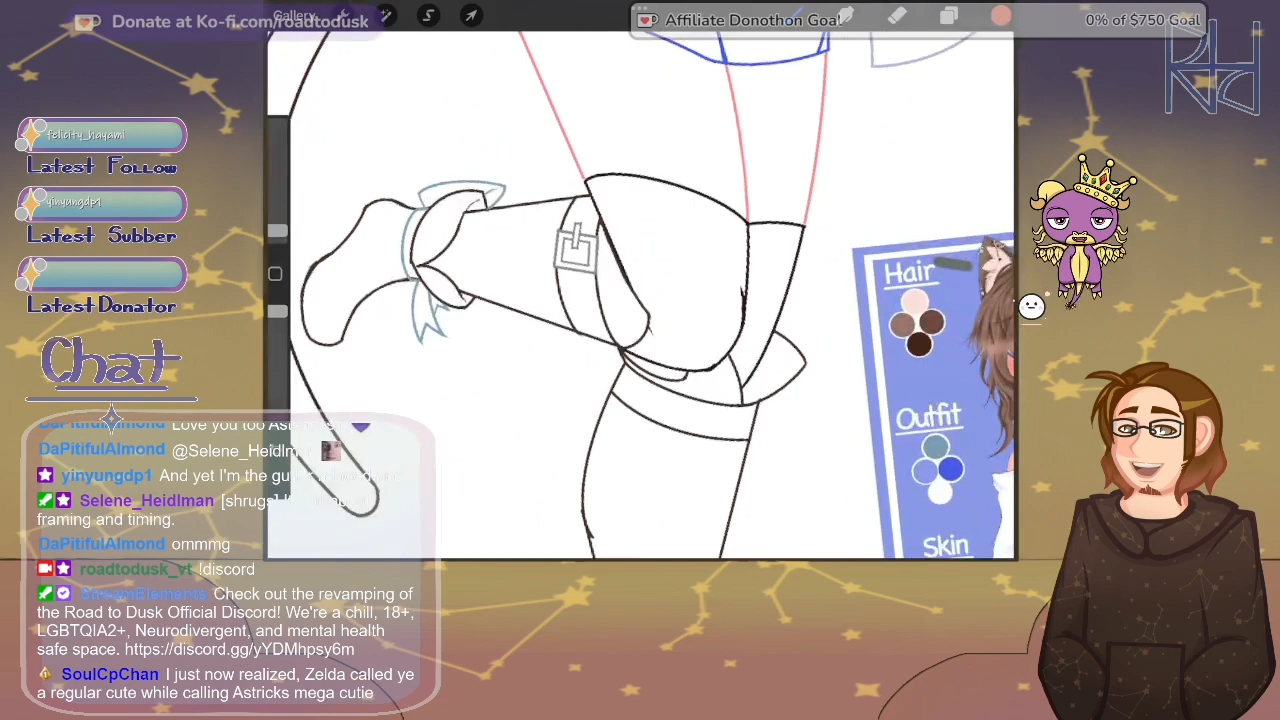 Donate at Ko-fi.com/roadtodusk
Gallery
Affiliate Donothon Goal
0% of $750 Goal
felicity_hayami
Latest Follow
yinyungdp1
Latest Subber
Latest Donator
Chat
DaPitifulAlmond Love you too
DaPitifulAlmond @Selene_Heidlman
yinyungdp1 And yet I'm the
Selene_Heidlman [shrugs]
framing and timing.
DaPitifulAlmond ommmg
roadtodusk_vt !discord
StreamElements Check out the revamping of
the Road to Dusk Official Discord! We're a chill, 18+,
LGBTQIA2+, Neurodivergent, and mental health
safe space. https://discord.gg/yYDMhpsy6m
SoulCpChan I just now realized, Zelda called ye
a regular cute while calling Astricks mega cutie
Hair
Outfit
Skin